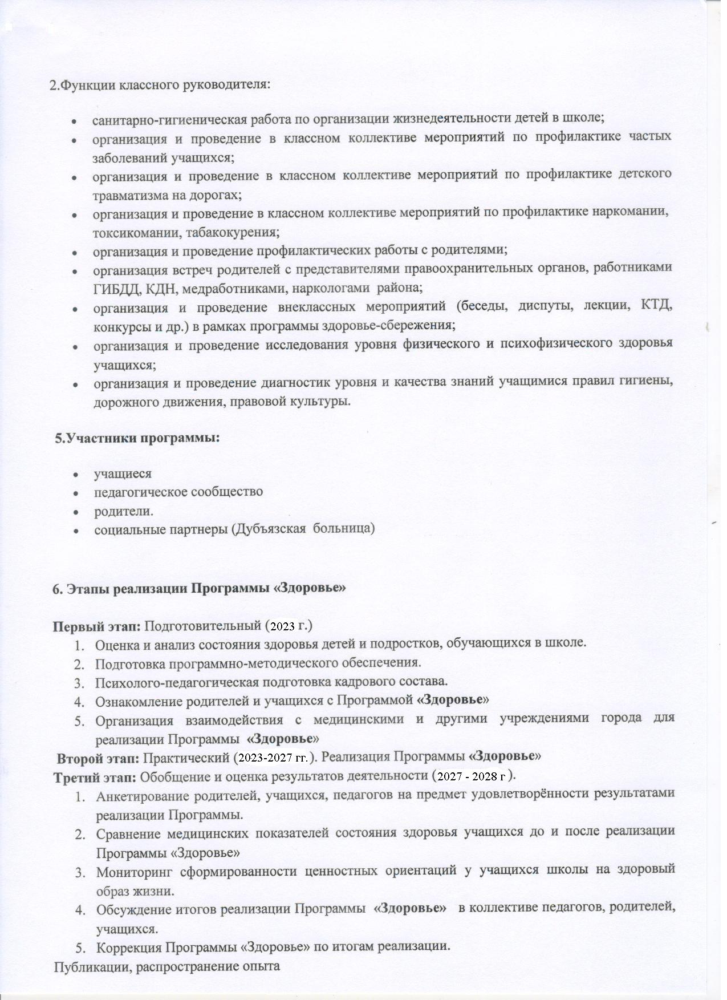 2.Функции классного руководителя:
• санитарно-гигиеническая работа по организации жизнедеятельности детей в школе;
• организация и проведение в классном коллективе мероприятий по профилактике частых
заболеваний учащихся;
• организация и проведение в классном коллективе мероприятий по профилактике детского
травматизма на дорогах;
• организация и проведение в классном коллективе мероприятий по профилактике наркомании,
токсикомании, табакокурения;
• организация и проведение профилактических работы с родителями;
• организация встреч родителей с представителями правоохранительных органов, работниками
ГИБДД, КДН, медработниками, наркологами района;
• организация и проведение внеклассных мероприятий (беседы, диспуты, лекции, КТД,
конкурсы и др.) в рамках программы здоровье-сбережения;
• организация и проведение исследования уровня физического и психофизического здоровья
учащихся;
• организация и проведение диагностик уровня и качества знаний учащимися правил гигиены,
дорожного движения, правовой культуры.
5.Участники программы:
• учащиеся
• педагогическое сообщество
• родители.
• социальные партнеры (Дубъязская больница)
6. Этапы реализации Программы «Здоровье»
Первый этап: Подготовительный (2023 г.)
1. Оценка и анализ состояния здоровья детей и подростков, обучающихся в школе.
2. Подготовка программно-методического обеспечения.
3. Психолого-педагогическая подготовка кадрового состава.
4. Ознакомление родителей и учащихся с Программой «Здоровье»
5. Организация взаимодействия с медицинскими и другими учреждениями города для
реализации Программы «Здоровье»
Второй этап: Практический (2023-2027 гг.). Реализация Программы «Здоровье»
Третий этап: Обобщение и оценка результатов деятельности (2027 - 2028 г ).
1. Анкетирование родителей, учащихся, педагогов на предмет удовлетворённости результатами
реализации Программы.
2. Сравнение медицинских показателей состояния здоровья учащихся до и после реализации
Программы «Здоровье»
3. Мониторинг сформированности ценностных ориентаций у учащихся школы на здоровый
образ жизни.
4. Обсуждение итогов реализации Программы «Здоровье» в коллективе педагогов, родителей,
учащихся.
5. Коррекция Программы «Здоровье» по итогам реализации.
Публикации, распространение опыта